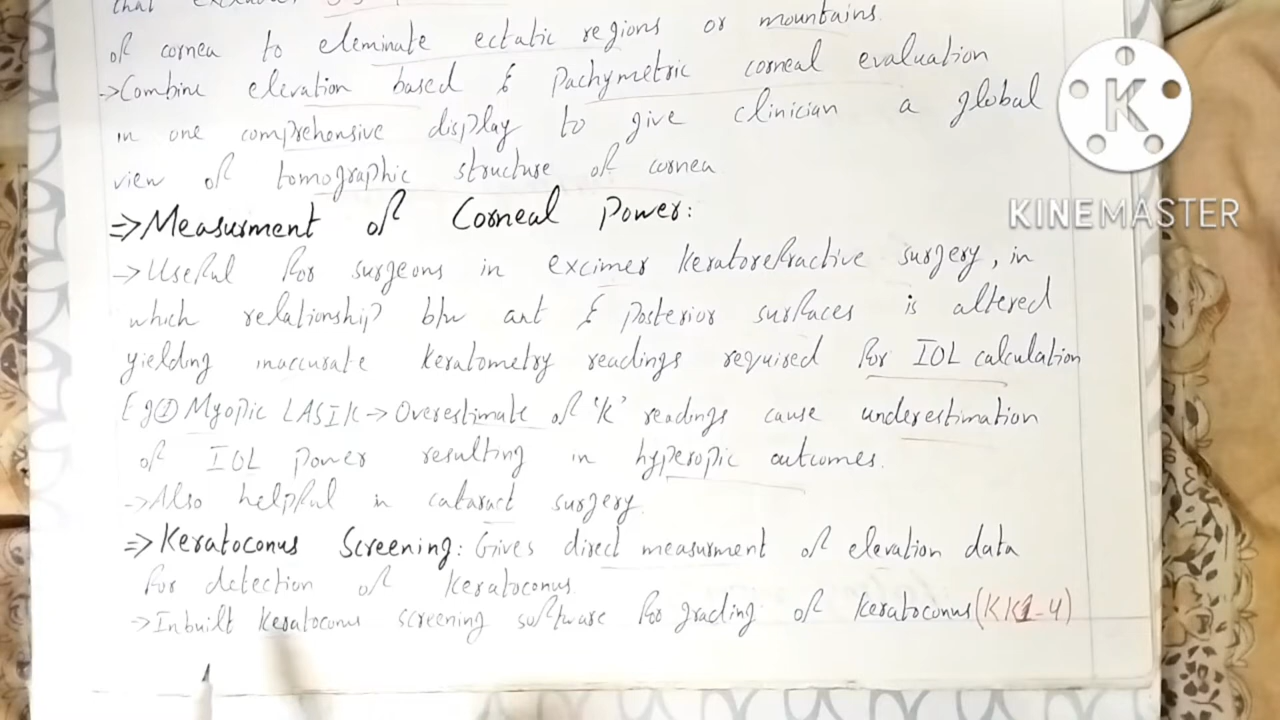 that excludes
of cornea to eleminate ectatic regions or mountains.
->Combine elevation based & Pachymetric corneal evaluation
in one comprehensive display to give clinician a global
view of tomographic structure of cornea
=>Measurment of Corneal Power:
->Useful for surgeons in excimer keratorefractive surgery, in
which relationship btw ant & posterior surfaces is altered
yielding inaccurate keratometry readings required for IOL calculation
Eg① Myopic LASIK->Overestimate of 'k' readings cause underestimation
of IOL power resulting in hyperopic outcomes.
->Also helpful in cataract surgery.
=>Keratoconus Screening: Gives direct measurment of elevation data
for detection of keratoconus
->Inbuilt keratoconus screening software for grading of keratoconus(KK1-4)
K
KINEMASTER